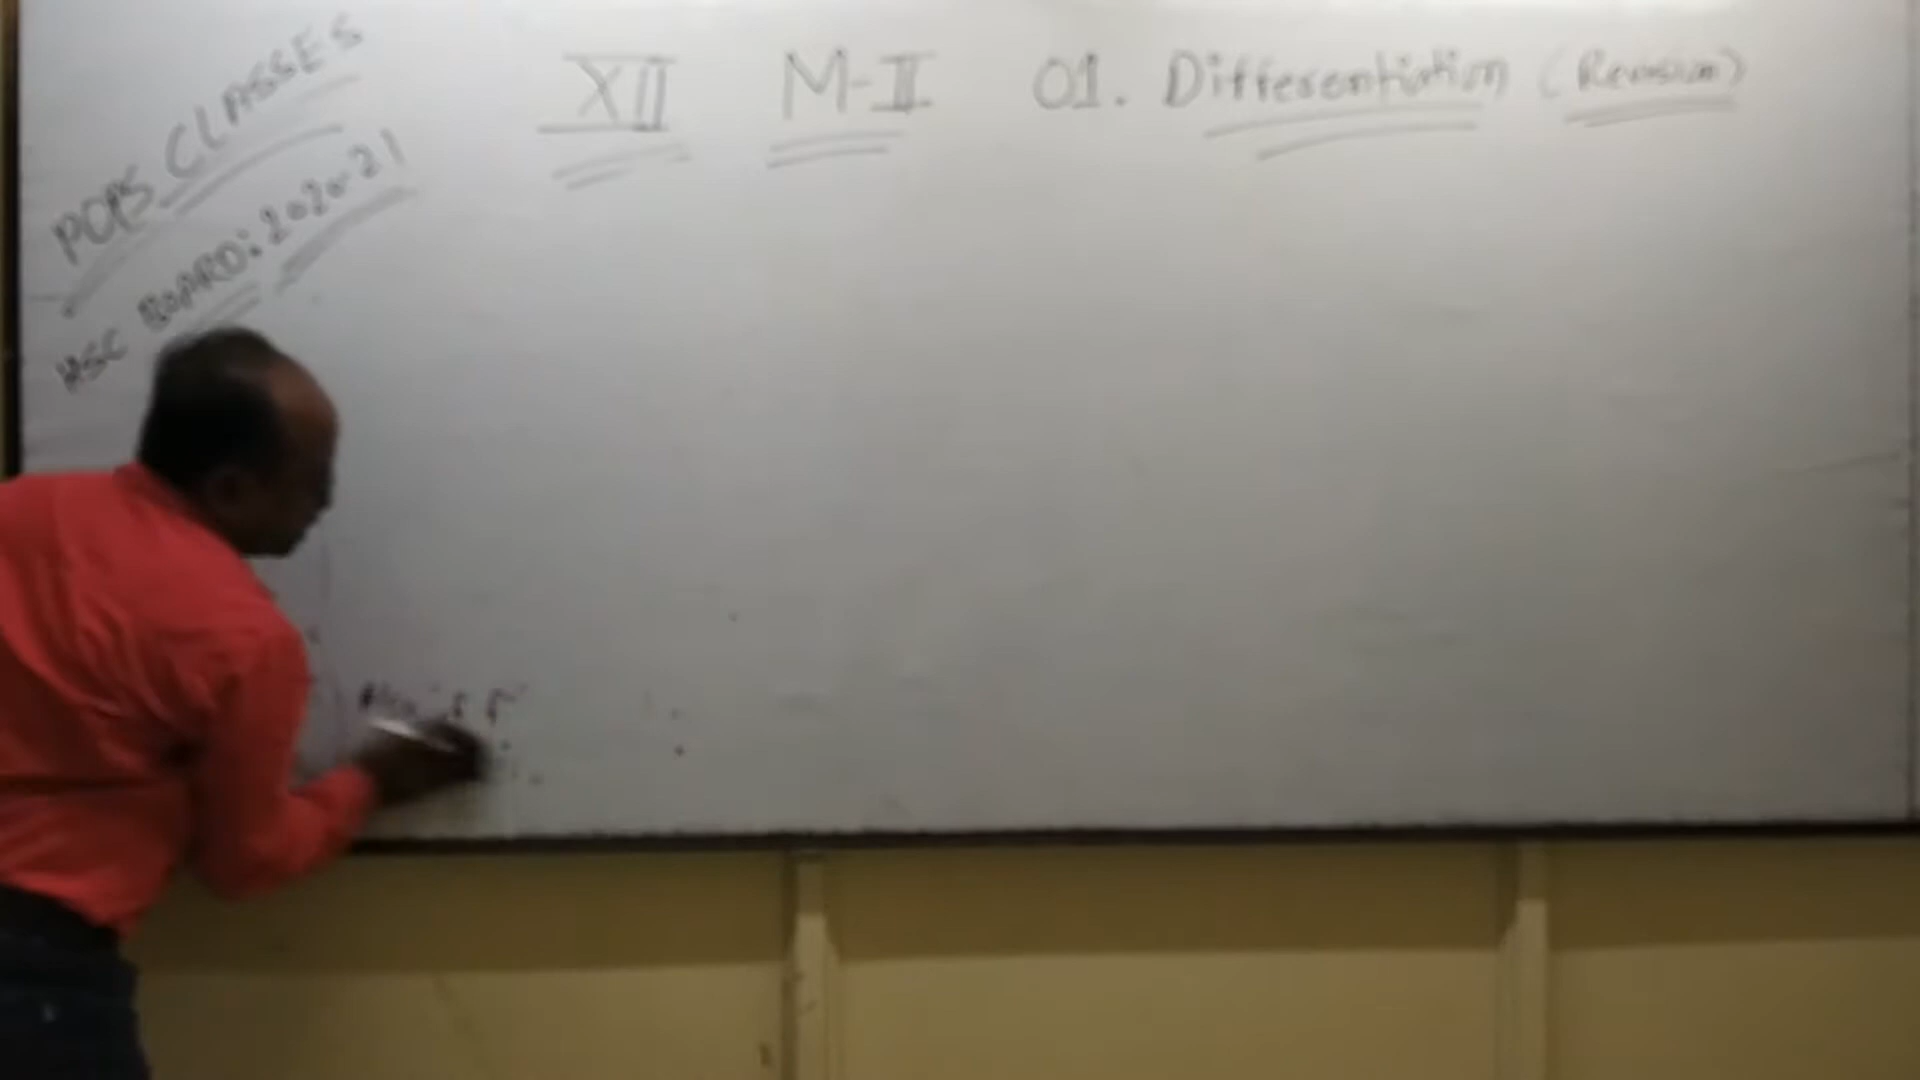 POPS CLASSES
HSC BOARD: 2020-21
XII M-II 01. Differentiation (Revision)